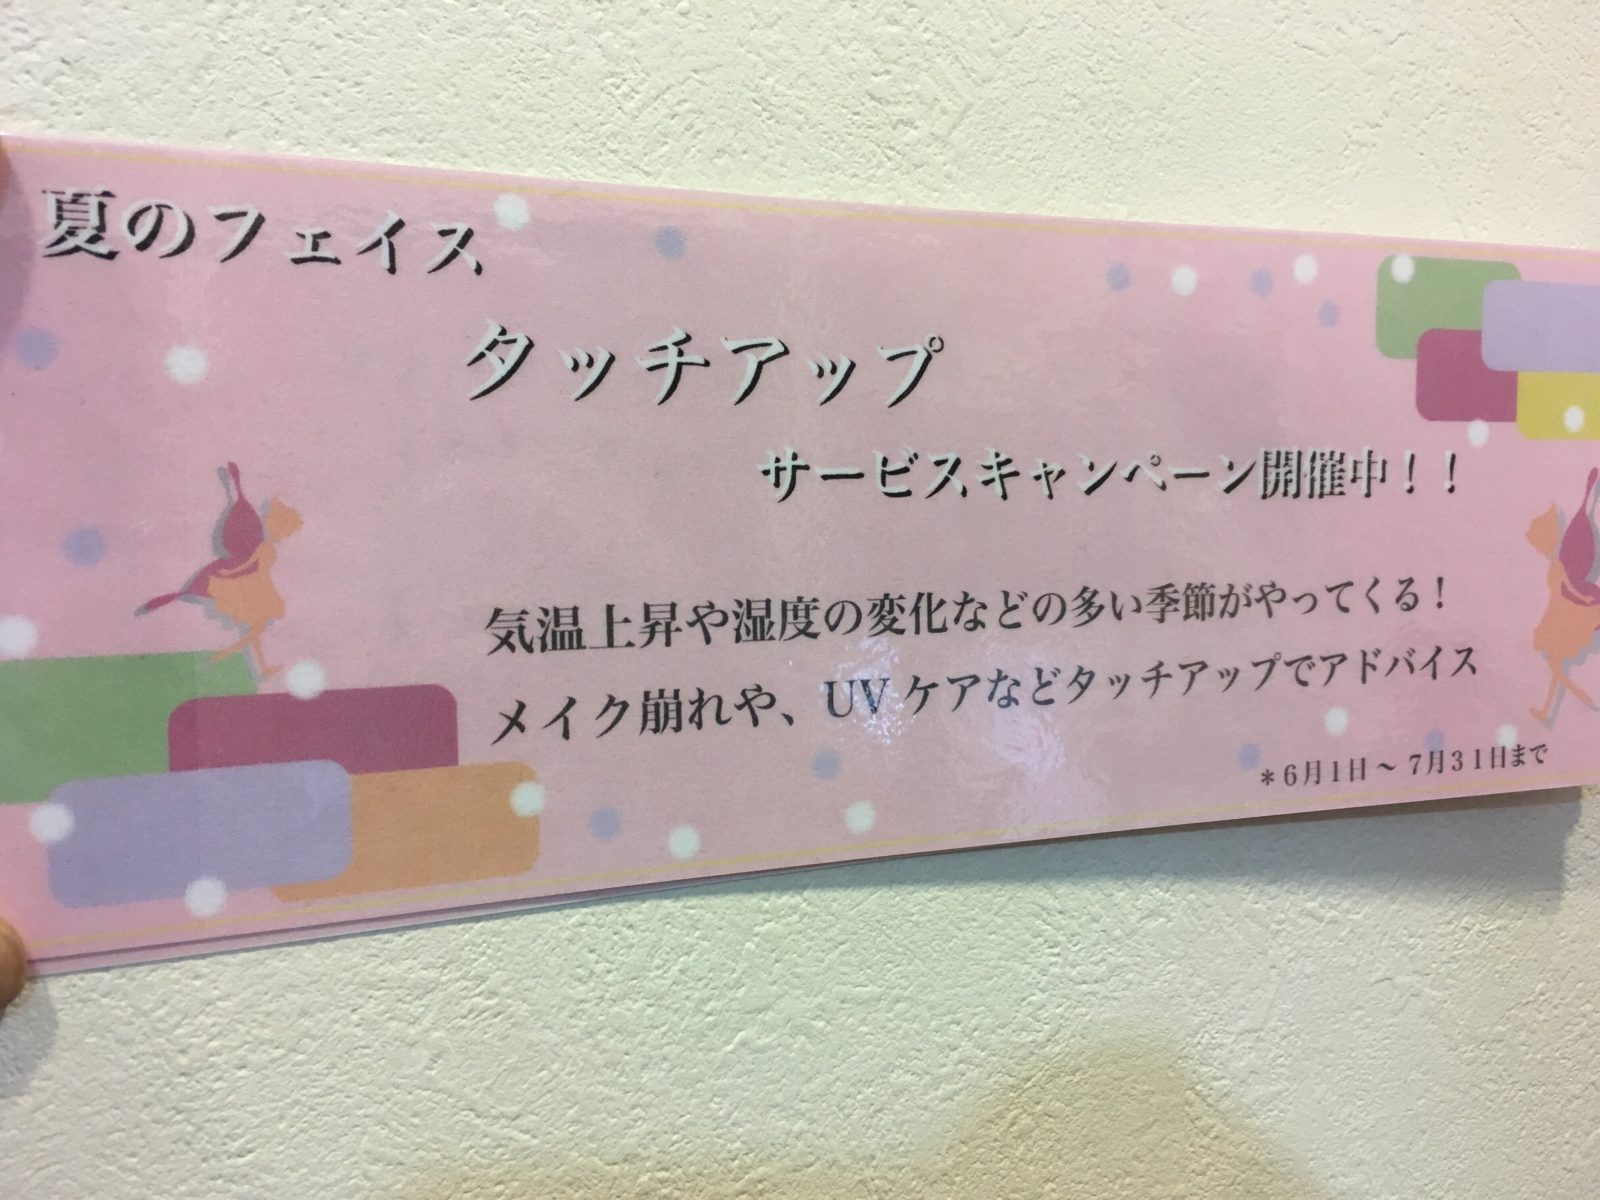 夏のフェイス
タッチアップ
サービスキャンペーン開催中！！
気温上昇や湿度の変化などの多い季節がやってくる！
メイク崩れや、UVケアなどタッチアップでアドバイス
＊6月1日～7月31日まで